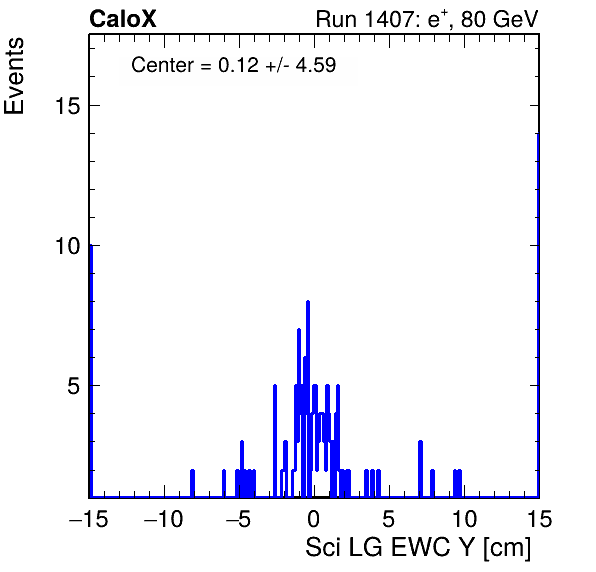 CaloX Run 1407: e⁺, 80 GeV
Center = 0.12 +/- 4.59
Events
15
10
5
−15 −10 −5 0 5 10 15
Sci LG EWC Y [cm]